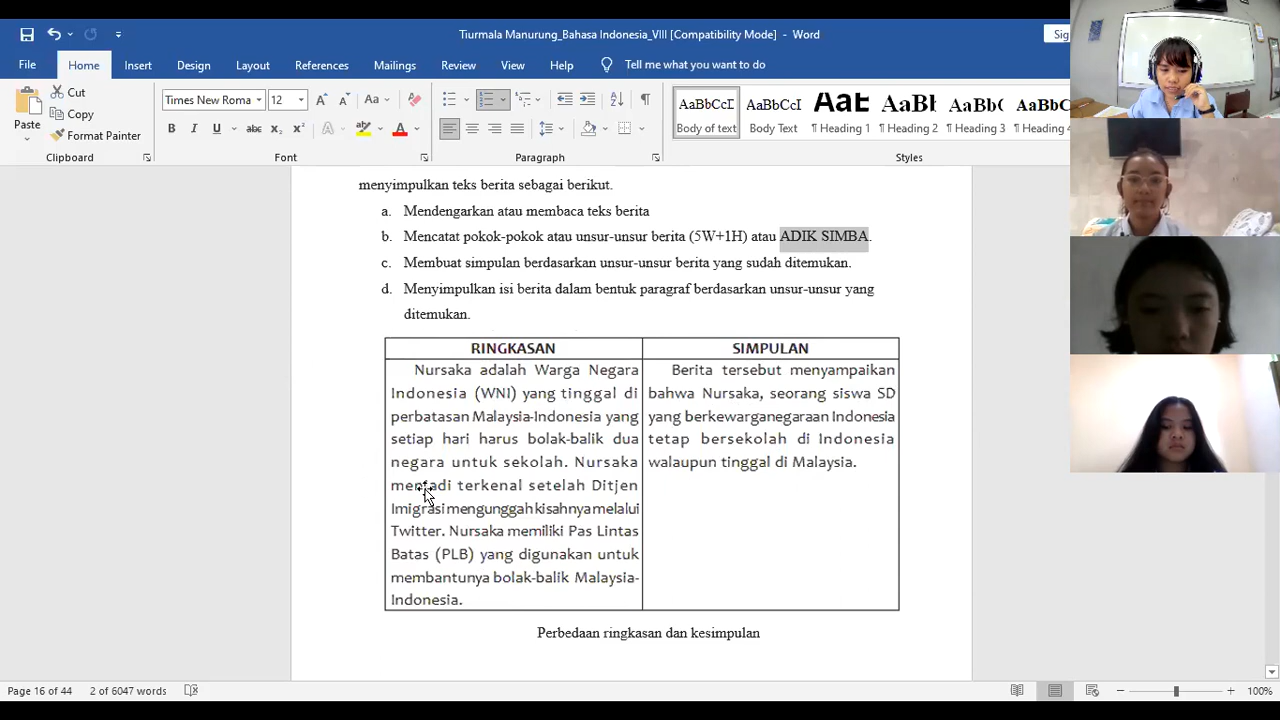 Tiurmala Manurung_Bahasa Indonesia_VIII [Compatibility Mode] - Word
File Home Insert Design Layout References Mailings Review View Help Tell me what you want to do
Paste Cut
Copy
Format Painter
Times New Roma 12
AaBbCcD AaBbCcI AaBbCcI
Body of text Body Text ¶ Heading 1 ¶ Heading 2 ¶ Heading 3 ¶ Heading 4
Clipboard Font Paragraph Styles
menyimpulkan teks berita sebagai berikut.
a. Mendengarkan atau membaca teks berita
b. Mencatat pokok-pokok atau unsur-unsur berita (5W+1H) atau ADIK SIMBA.
c. Membuat simpulan berdasarkan unsur-unsur berita yang sudah ditemukan.
d. Menyimpulkan isi berita dalam bentuk paragraf berdasarkan unsur-unsur yang
ditemukan.
RINGKASAN
Nursaka adalah Warga Negara
Indonesia (WNI) yang tinggal di
perbatasan Malaysia-Indonesia yang
setiap hari harus bolak-balik dua
negara untuk sekolah. Nursaka
menjadi terkenal setelah Ditjen
Imigrasi mengunggah kisahnya melalui
Twitter. Nursaka memiliki Pas Lintas
Batas (PLB) yang digunakan untuk
membantunya bolak-balik Malaysia-
Indonesia.
SIMPULAN
Berita tersebut menyampaikan
bahwa Nursaka, seorang siswa SD
yang berkewarganegaraan Indonesia
tetap bersekolah di Indonesia
walaupun tinggal di Malaysia.
Perbedaan ringkasan dan kesimpulan
Page 16 of 44 2 of 6047 words 100%